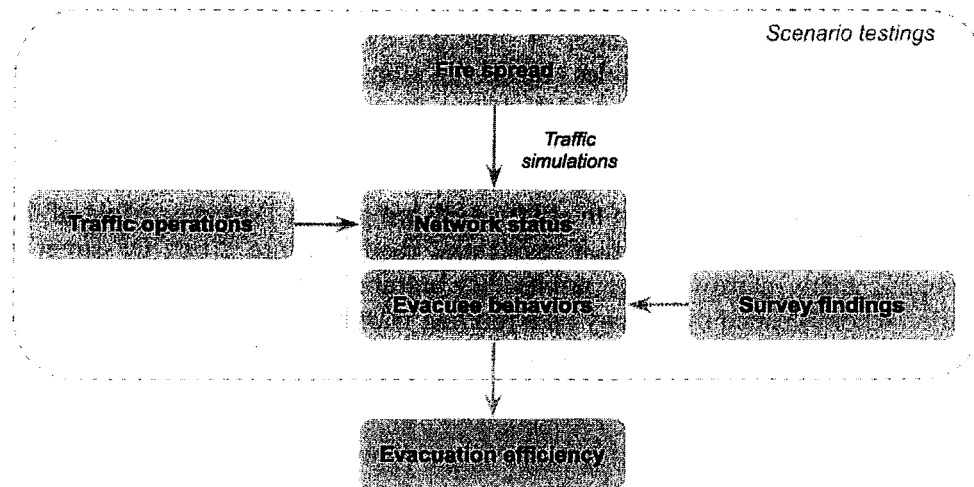 Scenario testings
Fire spread
Traffic
simulations
Traffic operations
Network status
Evacuee behaviors
Survey findings
Evacuation efficiency